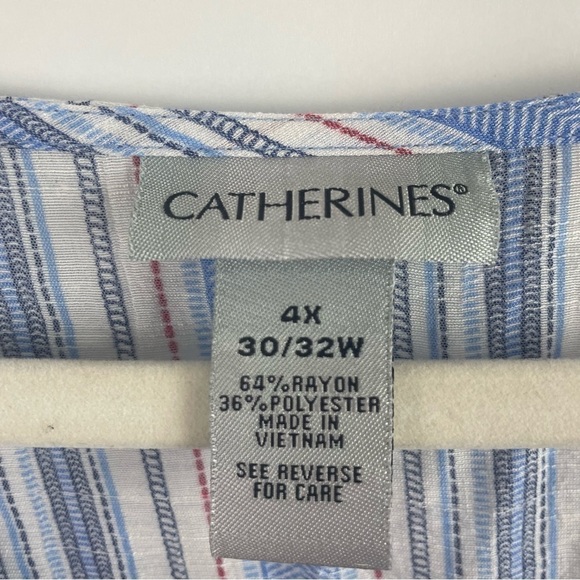 CATHERINES®
4X
30/32W
64%RAYON
36%POLYESTER
MADE IN
VIETNAM
SEE REVERSE
FOR CARE